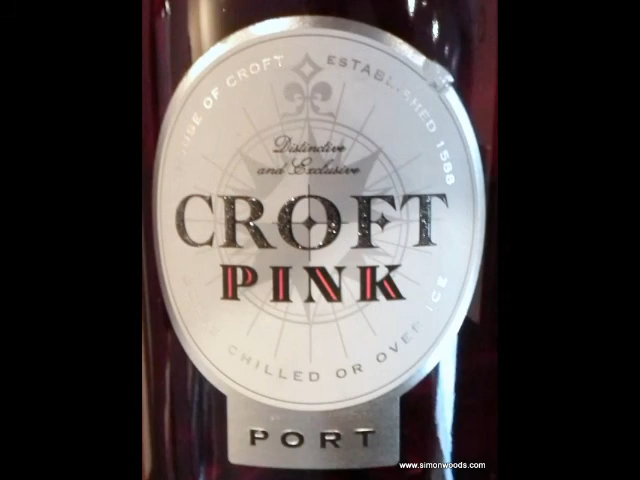 HOUSE OF CROFT ESTABLISHED 1588
Distinctive
and Exclusive
CROFT
PINK
CHILLED OR OVER ICE
PORT
www.simonwoods.com